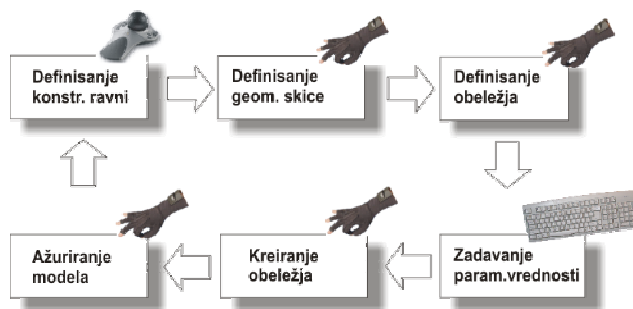 Definisanje
konstr. ravni
Definisanje
geom. skice
Definisanje
obeležja
Ažuriranje
modela
Kreiranje
obeležja
Zadavanje
param.vrednosti